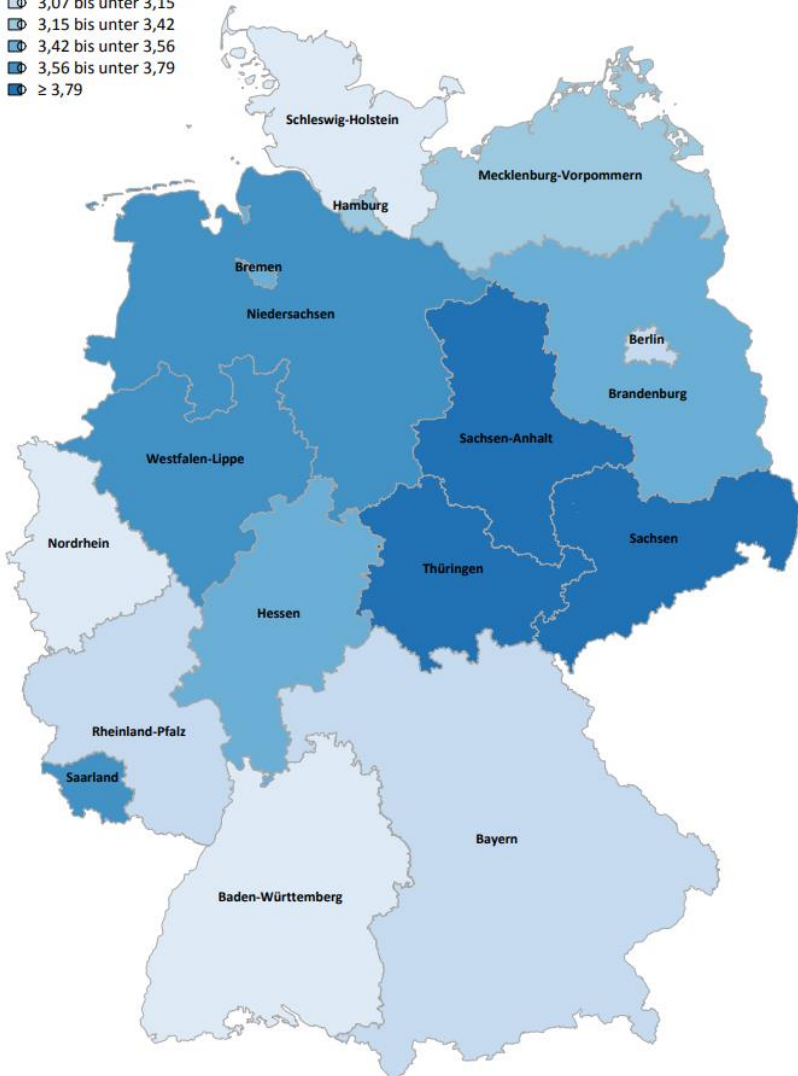 3,07 bis unter 3,15
3,15 bis unter 3,42
3,42 bis unter 3,56
3,56 bis unter 3,79
≥ 3,79
Schleswig-Holstein
Mecklenburg-Vorpommern
Hamburg
Bremen
Niedersachsen
Berlin
Brandenburg
Sachsen-Anhalt
Westfalen-Lippe
Nordrhein
Sachsen
Thüringen
Hessen
Rheinland-Pfalz
Saarland
Bayern
Baden-Württemberg